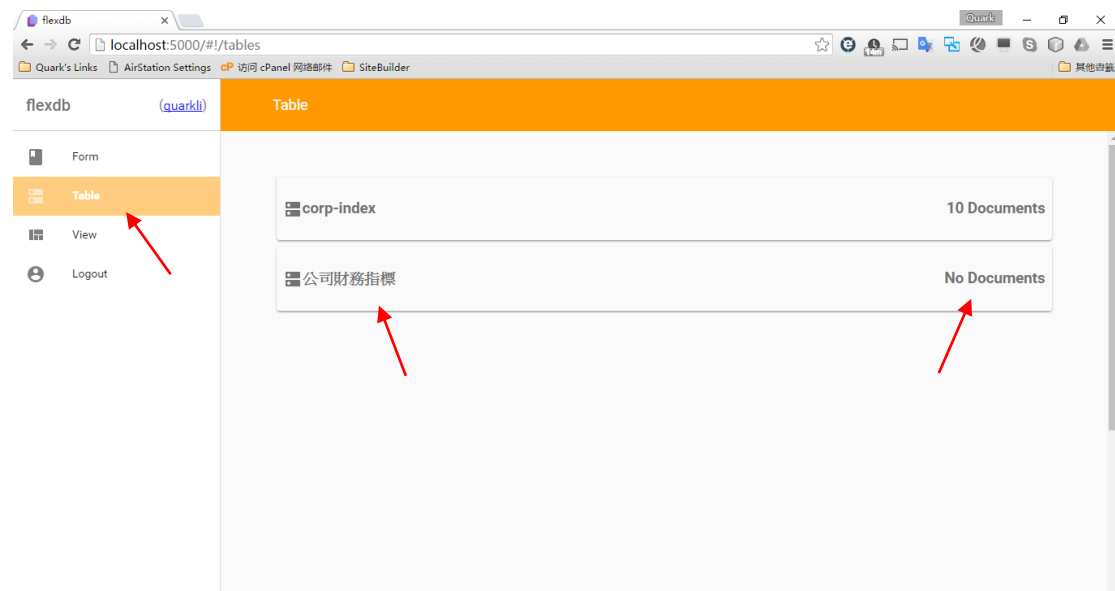 flexdb
Quark
localhost:5000/#!/tables
Quark's Links AirStation Settings cP 访问 cPanel 网络邮件 SiteBuilder 其他書籤
flexdb (quarkli) Table
Form
Table
View
Logout
corp-index 10 Documents
公司財務指標 No Documents